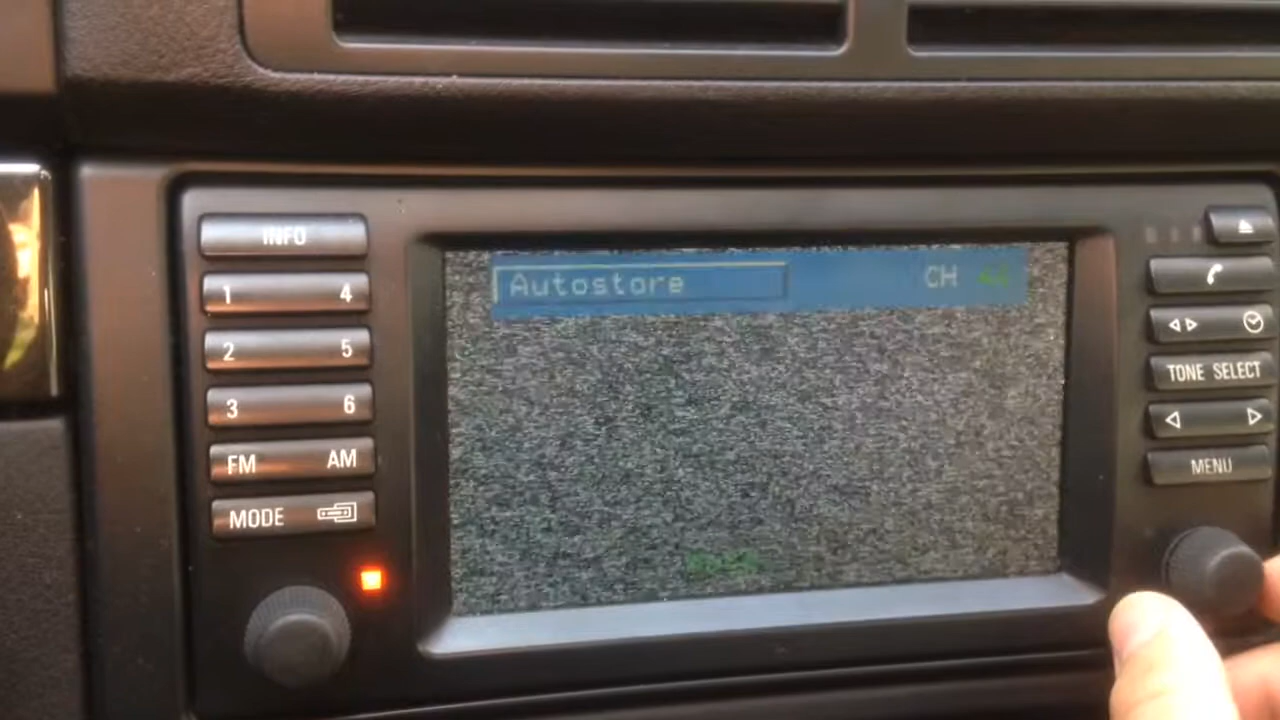 INFO
1 4
2 5
3 6
FM AM
MODE
Autostore CH
TONE SELECT
MENU